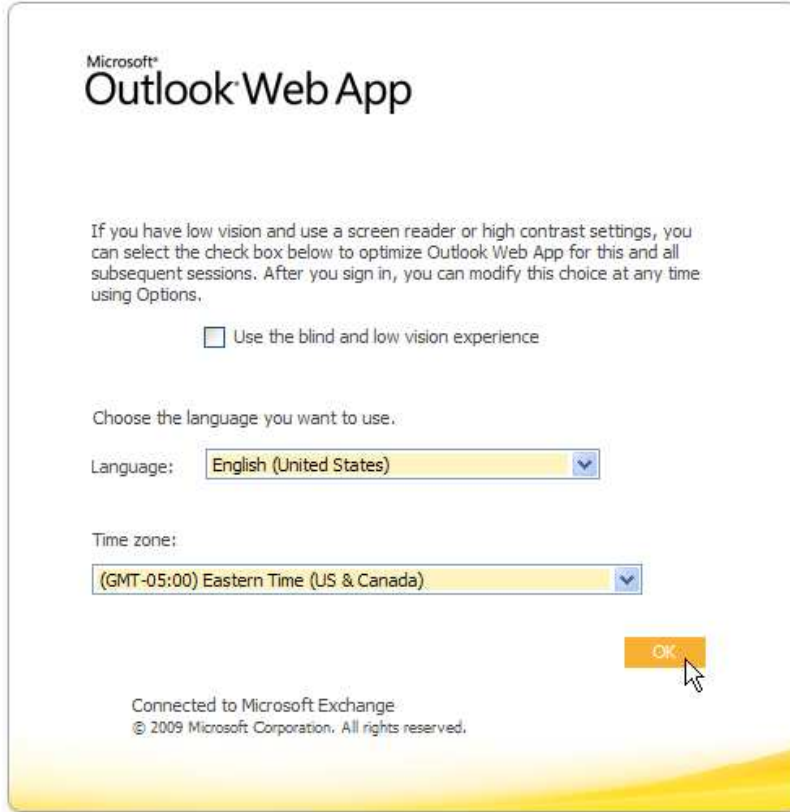 Microsoft®
Outlook® Web App
If you have low vision and use a screen reader or high contrast settings, you
can select the check box below to optimize Outlook Web App for this and all
subsequent sessions. After you sign in, you can modify this choice at any time
using Options.
Use the blind and low vision experience
Choose the language you want to use.
Language: English (United States)
Time zone:
(GMT-05:00) Eastern Time (US & Canada)
OK
Connected to Microsoft Exchange
© 2009 Microsoft Corporation. All rights reserved.